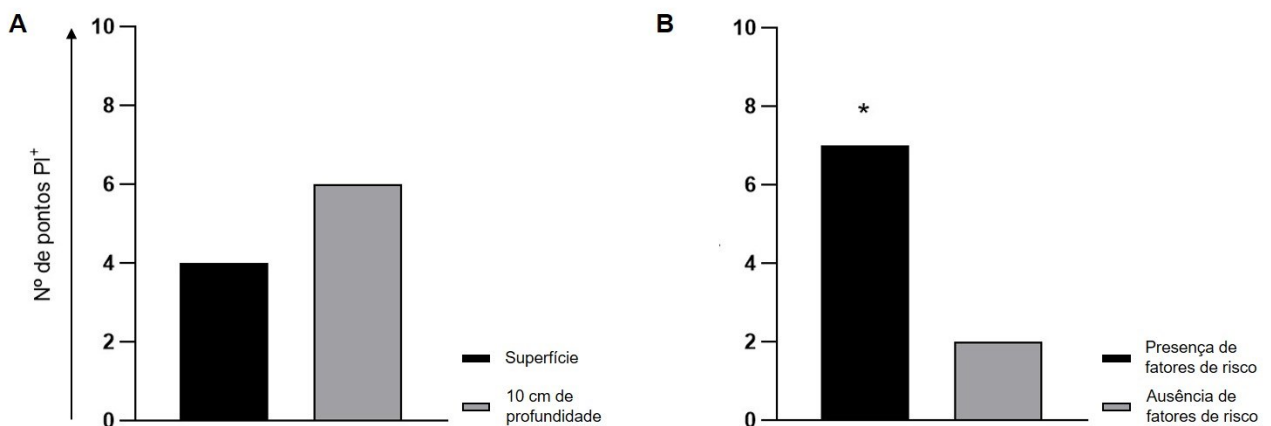 A
Nº de pontos PI⁺
10
8
6
4
2
0
Superfície
10 cm de
profundidade
B
10
8
6
4
2
0
*
Presença de
fatores de risco
Ausência de
fatores de risco